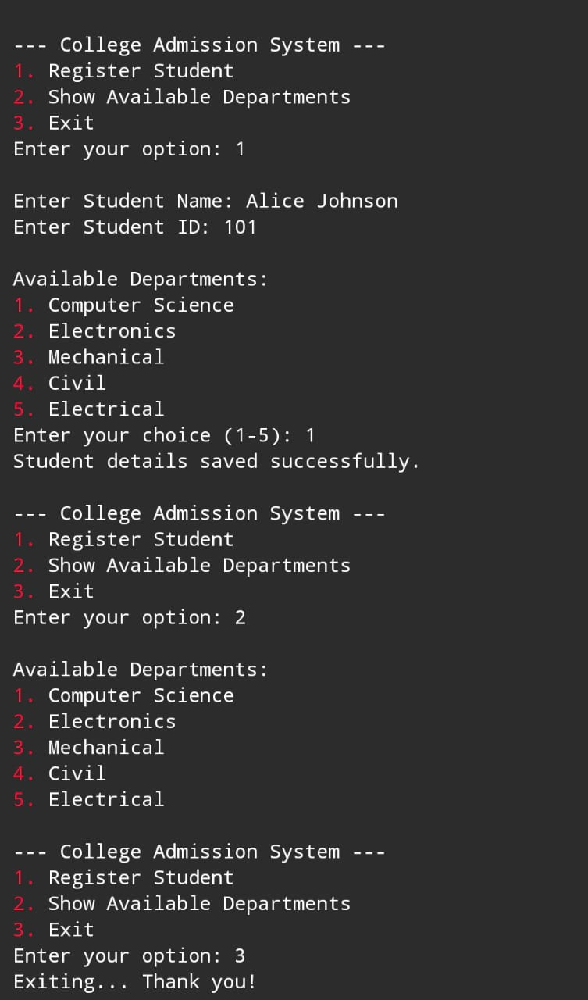 --- College Admission System ---
1. Register Student
2. Show Available Departments
3. Exit
Enter your option: 1
Enter Student Name: Alice Johnson
Enter Student ID: 101
Available Departments:
1. Computer Science
2. Electronics
3. Mechanical
4. Civil
5. Electrical
Enter your choice (1-5): 1
Student details saved successfully.
--- College Admission System ---
1. Register Student
2. Show Available Departments
3. Exit
Enter your option: 2
Available Departments:
1. Computer Science
2. Electronics
3. Mechanical
4. Civil
5. Electrical
--- College Admission System ---
1. Register Student
2. Show Available Departments
3. Exit
Enter your option: 3
Exiting... Thank you!